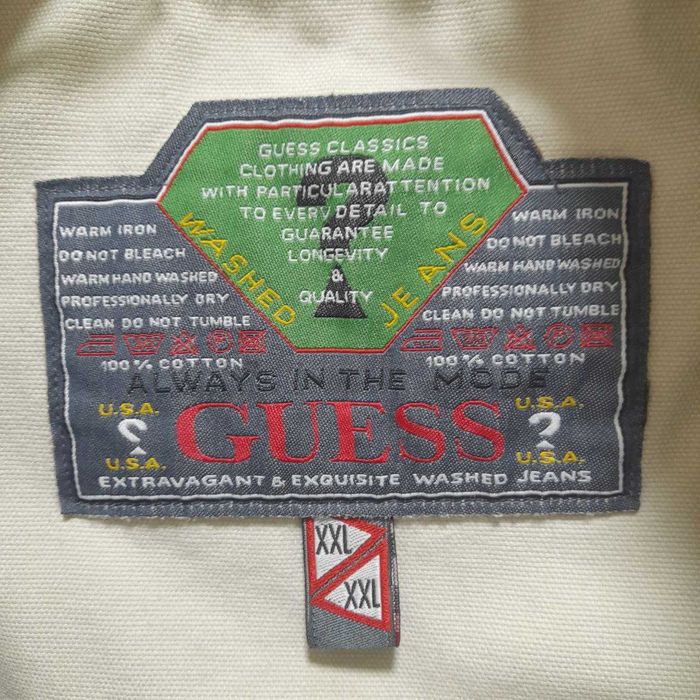 GUESS CLASSICS
CLOTHING ARE MADE
WITH PARTICULARATTENTION
TO EVERY DETAIL TO
GUARANTEE
LONGEVITY
&
QUALITY
WASHED JEANS
WARM IRON
DO NOT BLEACH
WARM HAND WASHED
PROFESSIONALLY DRY
CLEAN DO NOT TUMBLE
100% COTTON
WARM IRON
DO NOT BLEACH
WARM HAND WASHED
PROFESSIONALLY DRY
CLEAN DO NOT TUMBLE
100% COTTON
ALWAYS IN THE MODE
U.S.A.
?
U.S.A.
GUESS
U.S.A.
?
U.S.A.
EXTRAVAGANT & EXQUISITE WASHED JEANS
XXL
XXL